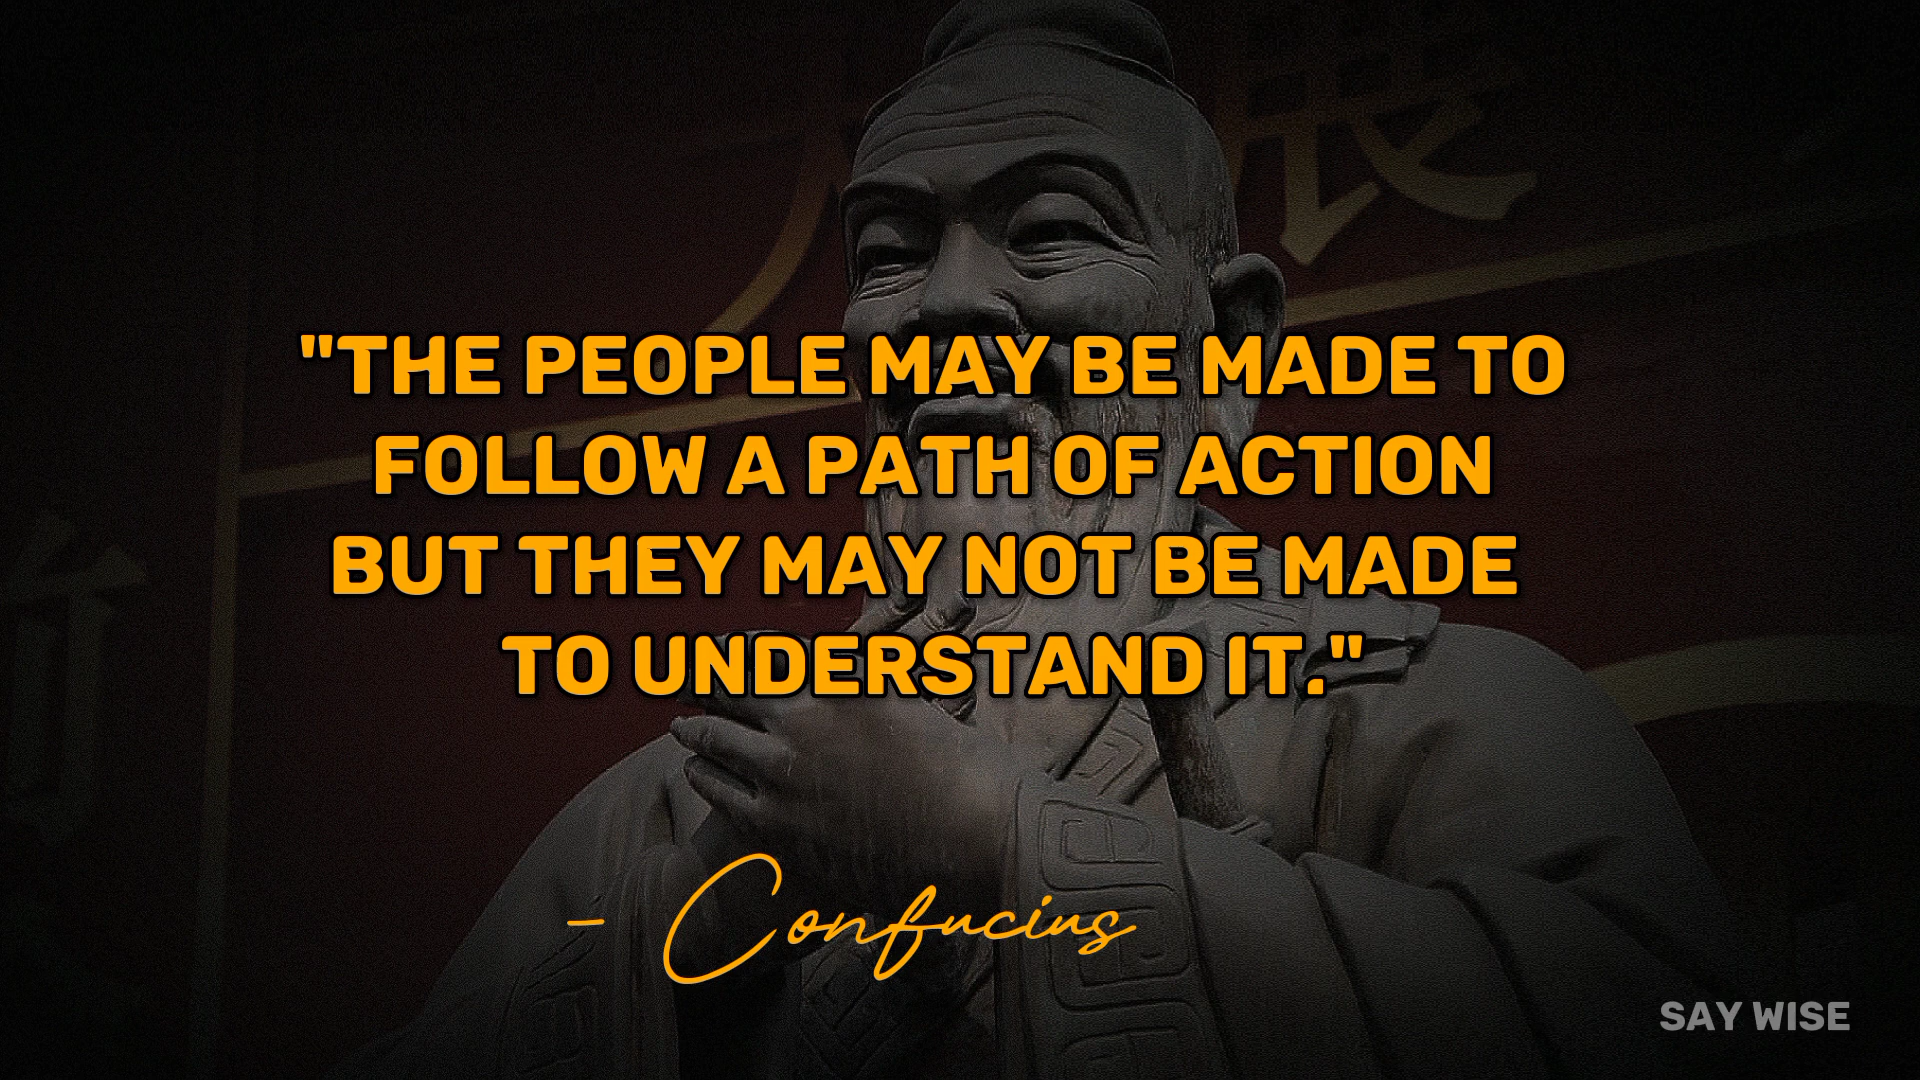 "THE PEOPLE MAY BE MADE TO
FOLLOW A PATH OF ACTION
BUT THEY MAY NOT BE MADE
TO UNDERSTAND IT."
- Confucius
SAY WISE